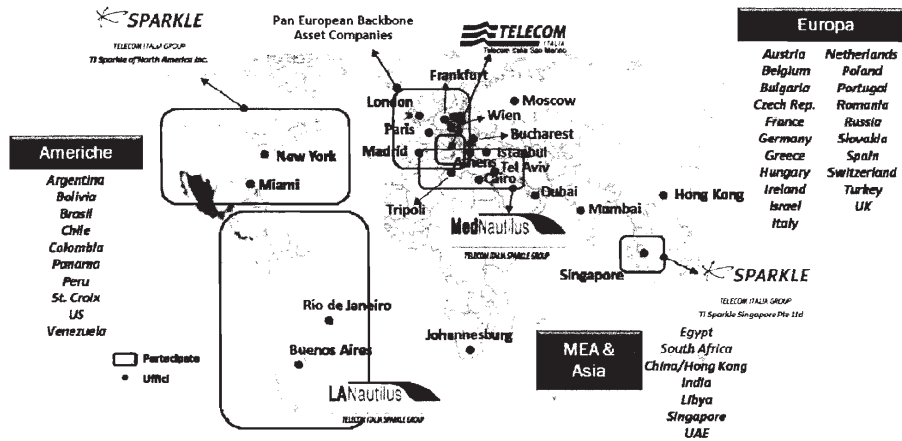 SPARKLE
TELECOM ITALIA GROUP
TI Sparkle of North America Inc.
Pan European Backbone
Asset Companies
TELECOM
ITALIA
Frankfurt
London
Moscow
Wien
Paris
Bucharest
Madrid
Istanbul
Athens
Tel Aviv
Cairo
Dubai
Tripoli
Mambai
Hong Kong
New York
Miami
MedNautilus
TELECOM ITALIA SPARKLE GROUP
Singapore
SPARKLE
TELECOM ITALIA GROUP
TI Sparkle Singapore Pte Ltd
Rio de Janeiro
Buenos Aires
Johannesburg
LANautilus
TELECOM ITALIA SPARKLE GROUP
Americhe
Argentina
Bolivia
Brasil
Chile
Colombia
Panama
Peru
St. Croix
US
Venezuela
Partecipate
Uffici
Europa
Austria Netherlands
Belgium Poland
Bulgaria Portugal
Czech Rep. Romania
France Russia
Germany Slovakia
Greece Spain
Hungary Switzerland
Ireland Turkey
Israel UK
Italy
MEA &
Asia
Egypt
South Africa
China/Hong Kong
India
Libya
Singapore
UAE